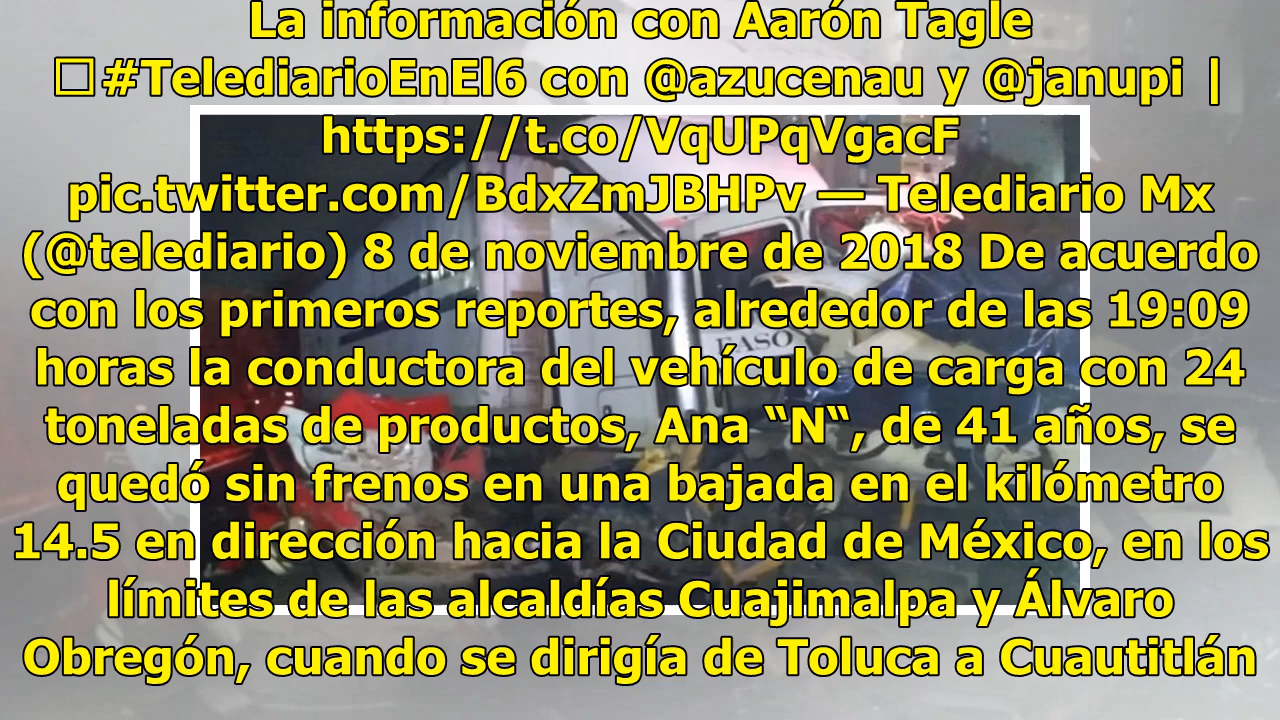 La información con Aarón Tagle
□#TelediarioEnEl6 con @azucenau y @janupi |
https://t.co/VqUPqVgacF
pic.twitter.com/BdxZmJBHPv — Telediario Mx
(@telediario) 8 de noviembre de 2018 De acuerdo
con los primeros reportes, alrededor de las 19:09
horas la conductora del vehículo de carga con 24
toneladas de productos, Ana “N“, de 41 años, se
quedó sin frenos en una bajada en el kilómetro
14.5 en dirección hacia la Ciudad de México, en los
límites de las alcaldías Cuajimalpa y Álvaro
Obregón, cuando se dirigía de Toluca a Cuautitlán